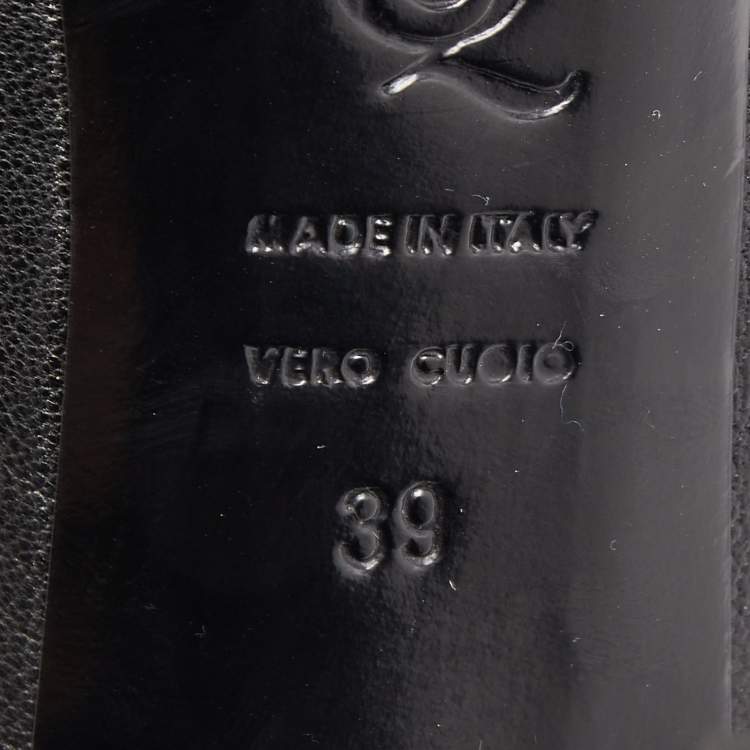 Q
MADE IN ITALY
VERO CUOIO
39